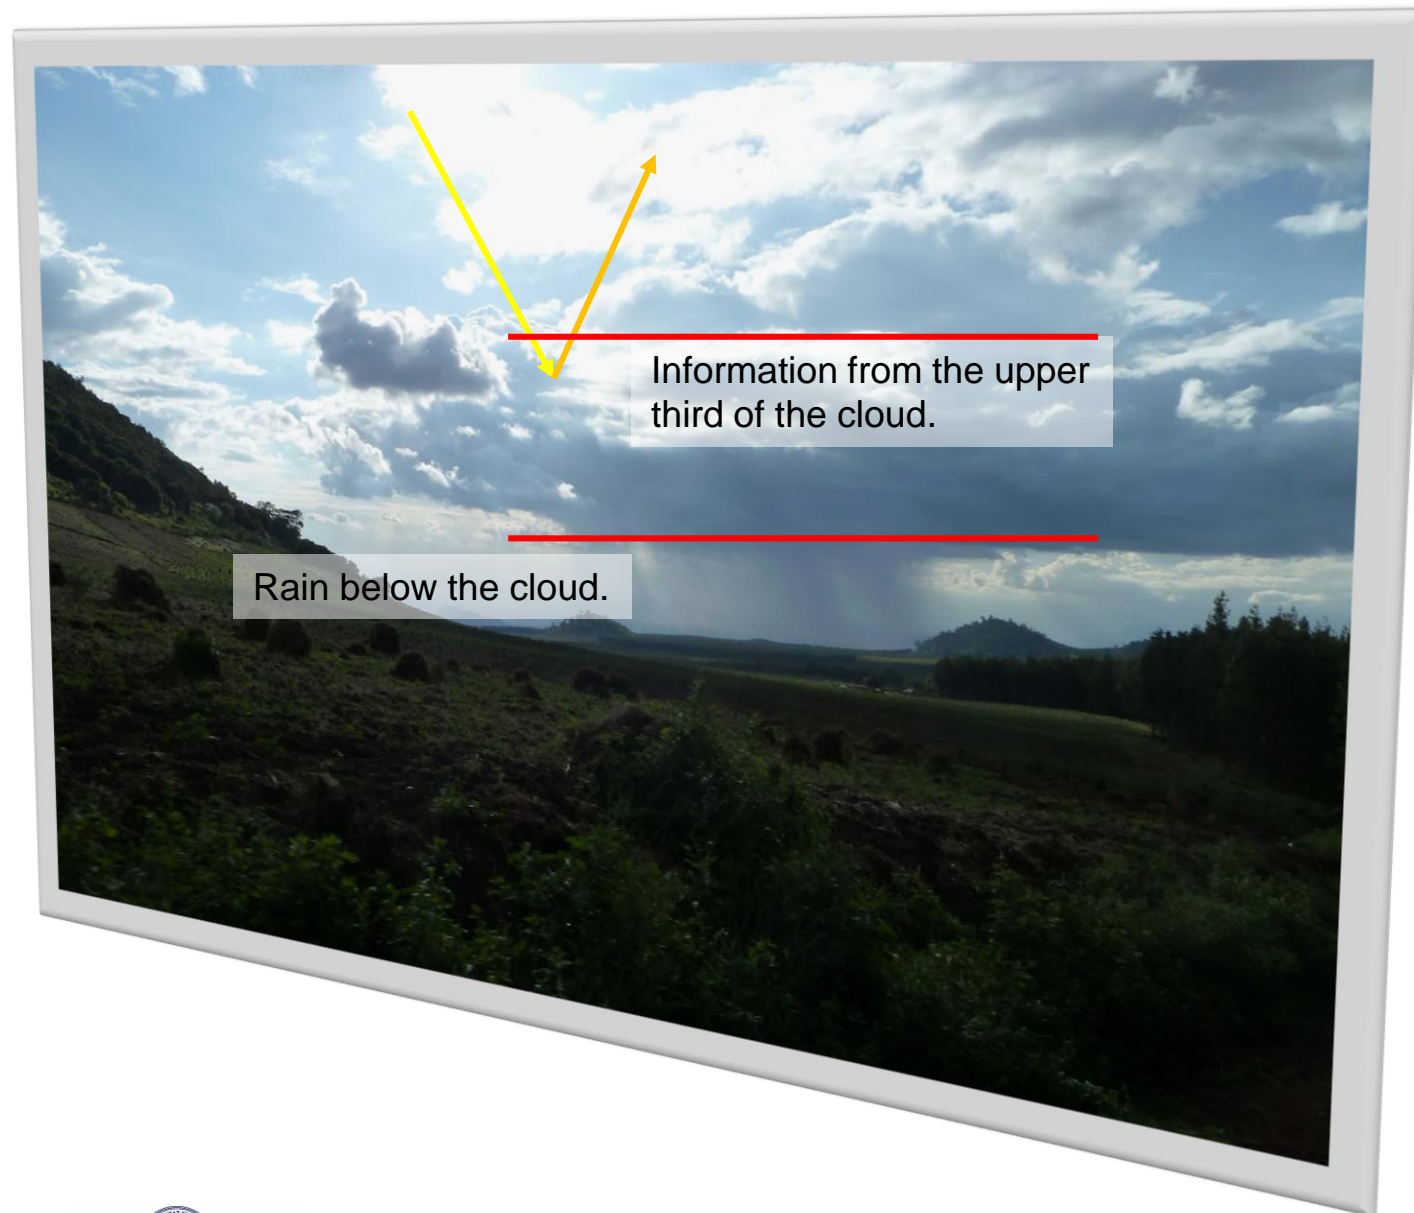 Information from the upper
third of the cloud.
Rain below the cloud.